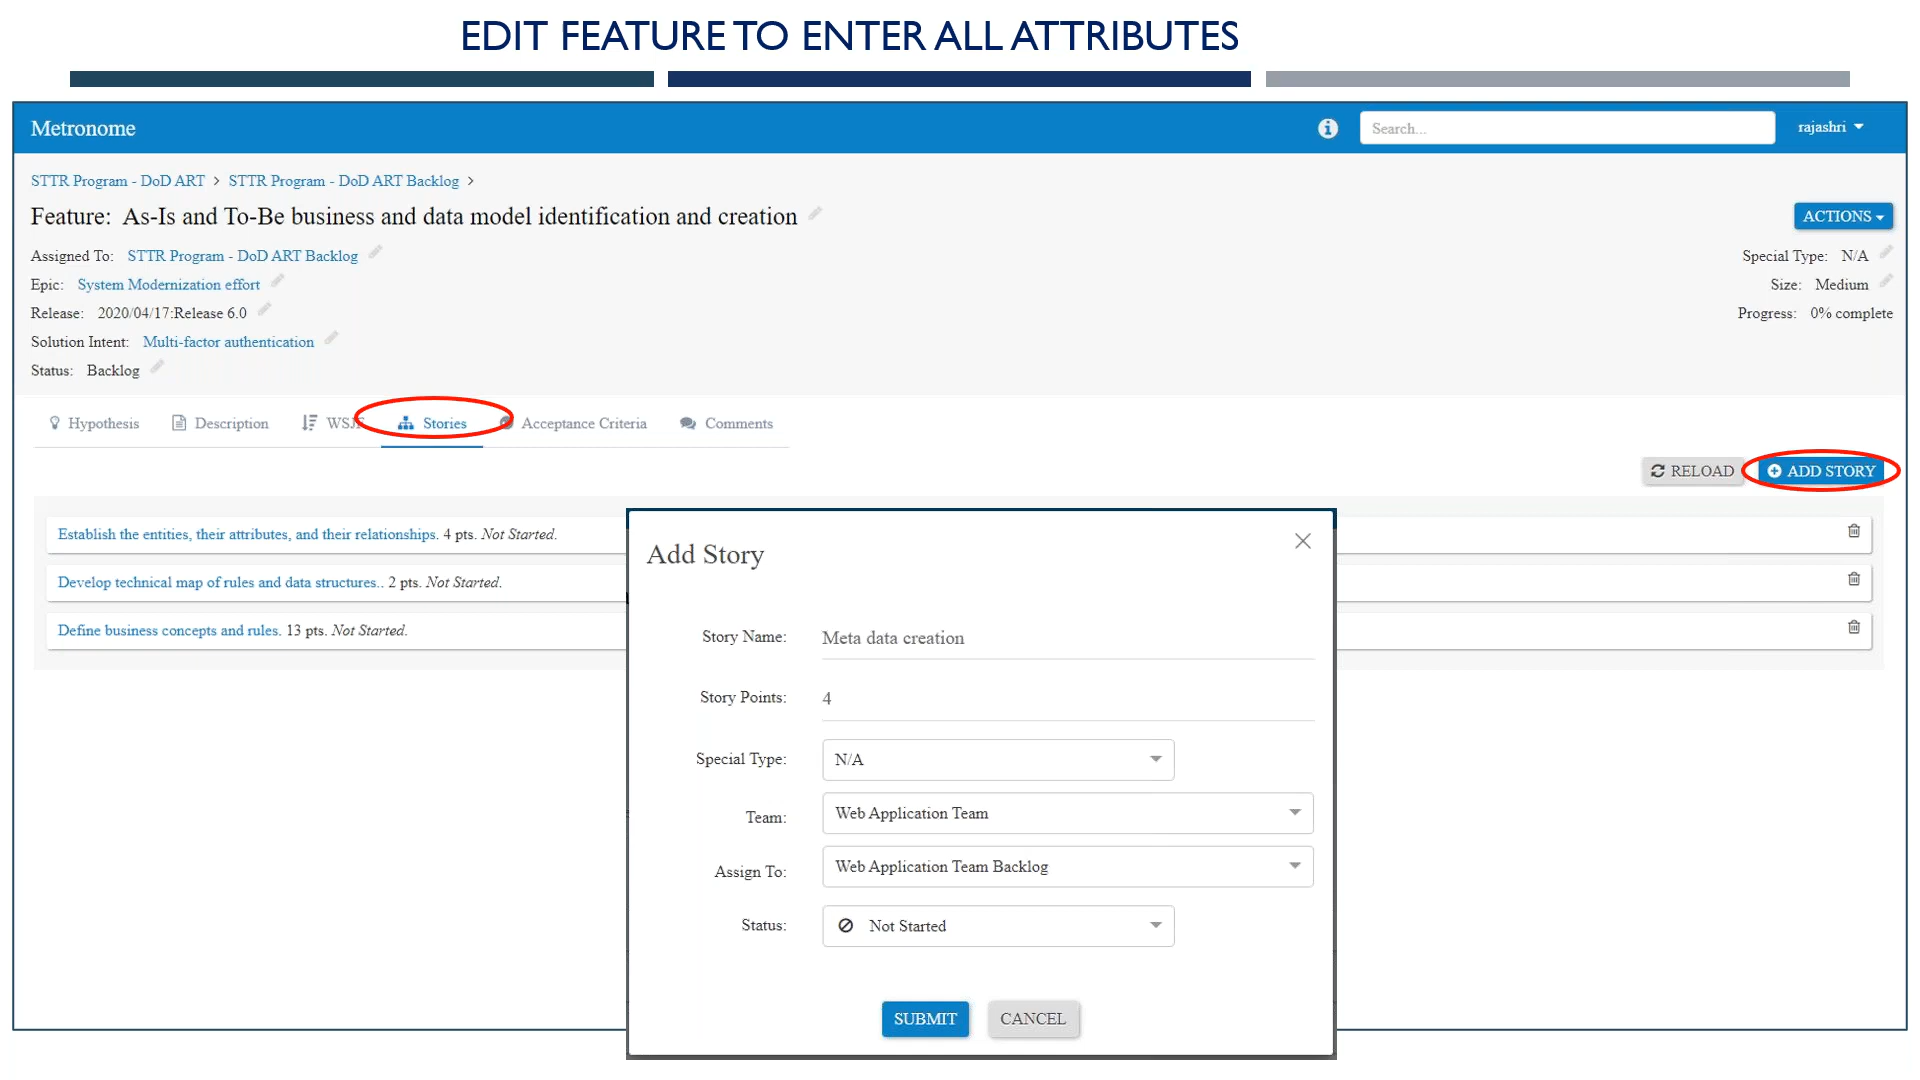 EDIT FEATURE TO ENTER ALL ATTRIBUTES
Metronome
Search...
rajashri
STTR Program - DoD ART > STTR Program - DoD ART Backlog >
Feature: As-Is and To-Be business and data model identification and creation
ACTIONS
Assigned To: STTR Program - DoD ART Backlog
Special Type: N/A
Epic: System Modernization effort
Size: Medium
Release: 2020/04/17:Release 6.0
Progress: 0% complete
Solution Intent: Multi-factor authentication
Status: Backlog
Hypothesis
Description
WSJF
Stories
Acceptance Criteria
Comments
RELOAD
ADD STORY
Establish the entities, their attributes, and their relationships. 4 pts. Not Started.
Develop technical map of rules and data structures.. 2 pts. Not Started.
Define business concepts and rules. 13 pts. Not Started.
Add Story
Story Name: Meta data creation
Story Points: 4
Special Type: N/A
Team: Web Application Team
Assign To: Web Application Team Backlog
Status: Not Started
SUBMIT
CANCEL